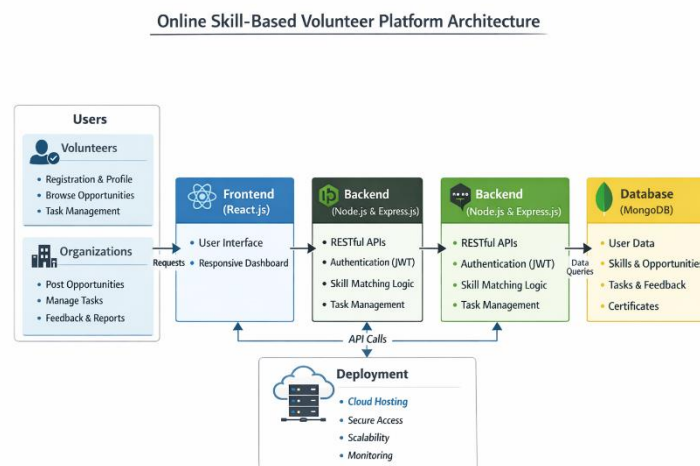 Online Skill-Based Volunteer Platform Architecture
Users
Volunteers
• Registration & Profile
• Browse Opportunities
• Task Management
Organizations
• Post Opportunities
• Manage Tasks
• Feedback & Reports
Requests
Frontend
(React.js)
• User Interface
• Responsive Dashboard
Backend
(Node.js & Express.js)
• RESTful APIs
Authentication (JWT)
Skill Matching Logic
• Task Management
Backend
(Node.js & Express.js)
• RESTful APIs
• Authentication (JWT)
• Skill Matching Logic
• Task Management
Data
Queries
Database
(MongoDB)
• User Data
• Skills & Opportunities
• Tasks & Feedback
• Certificates
API Calls
Deployment
• Cloud Hosting
• Secure Access
• Scalability
• Monitoring